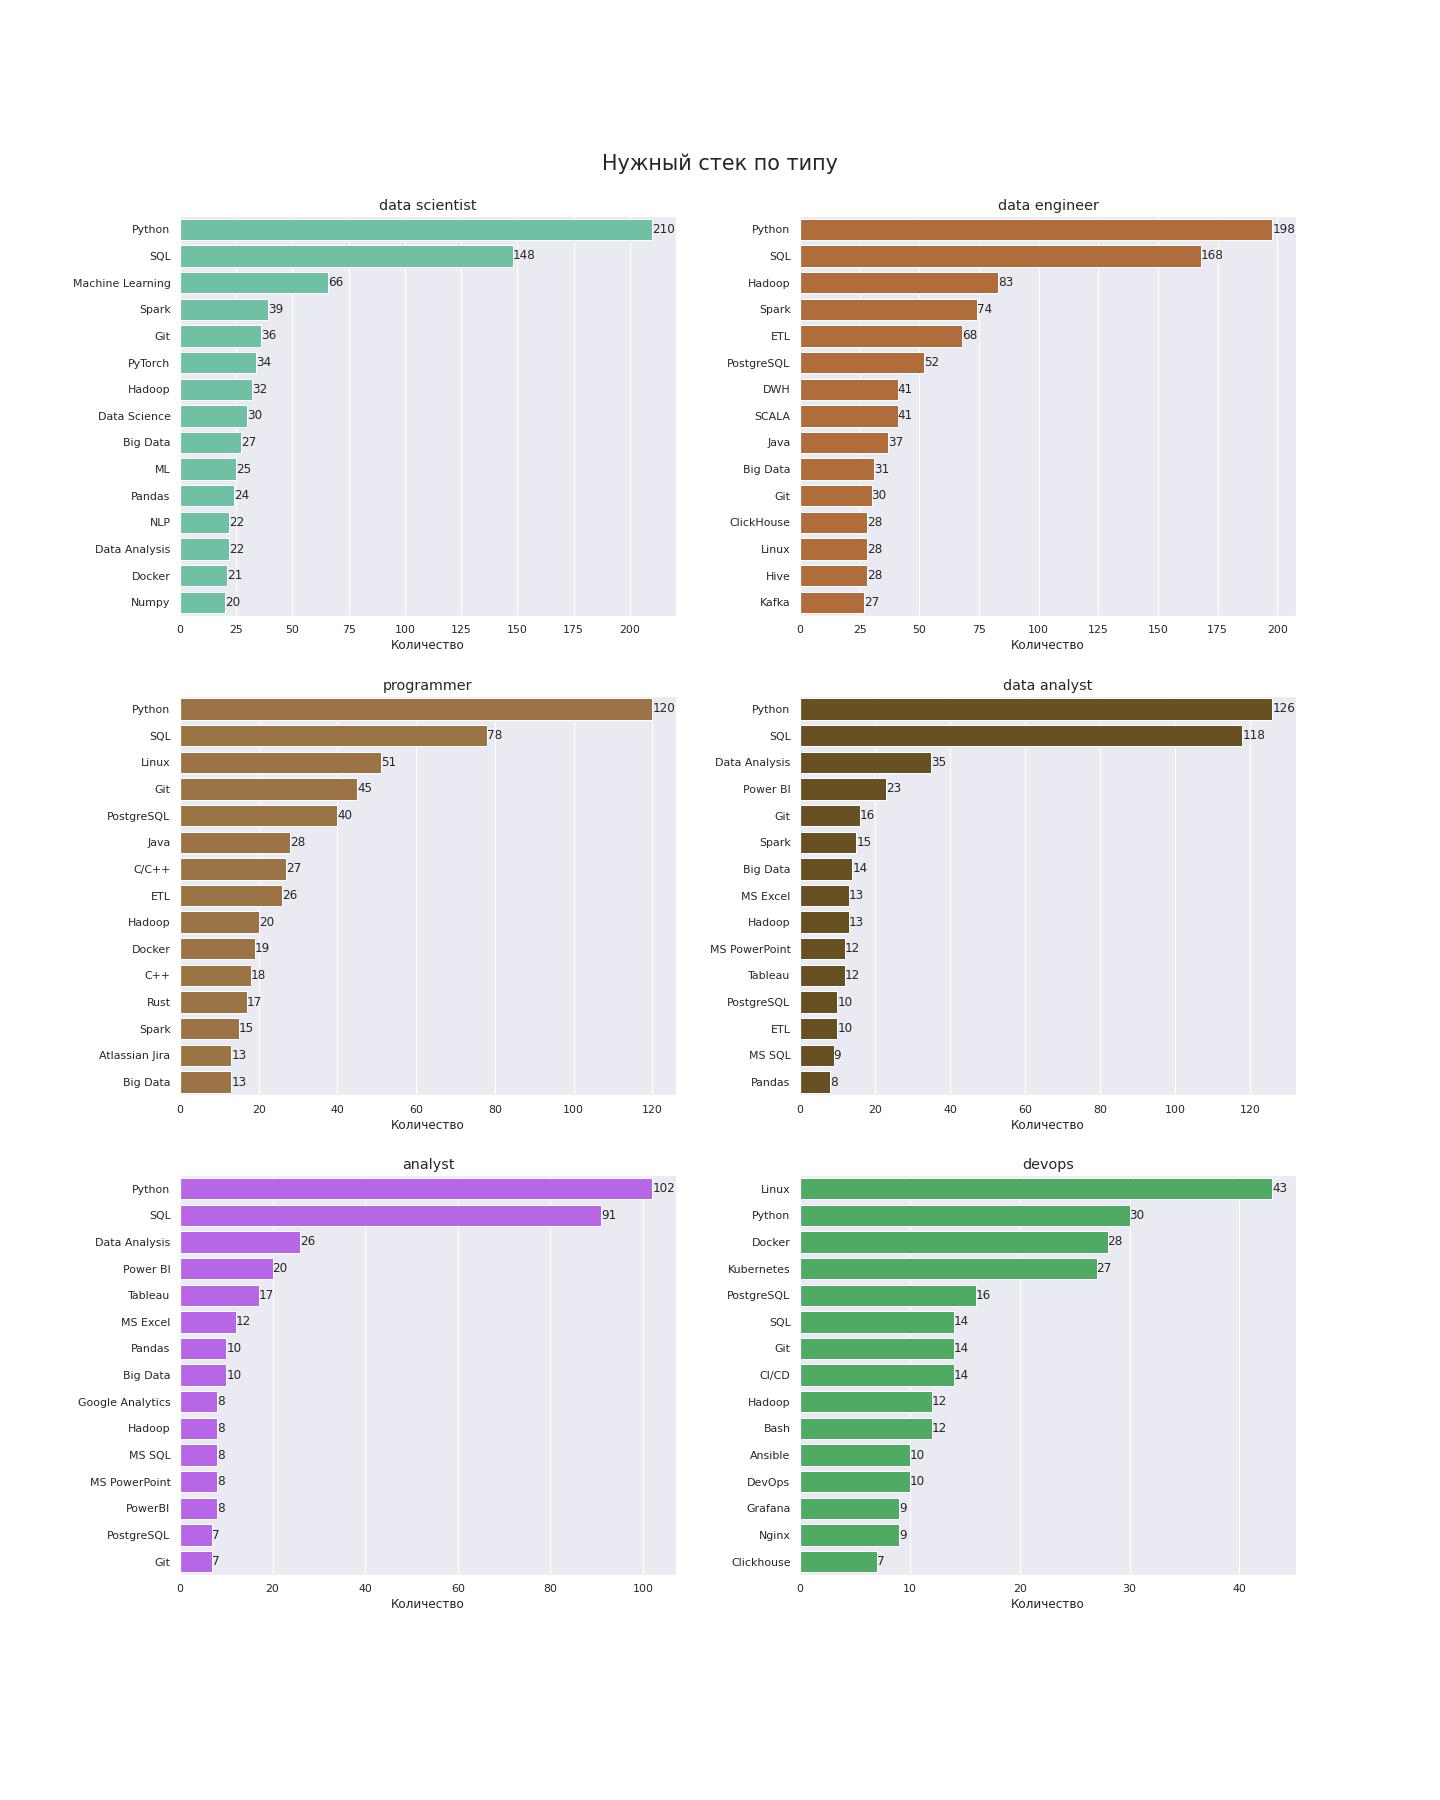 Нужный стек по типу
data scientist
Python 210
SQL 148
Machine Learning 66
Spark 39
Git 36
PyTorch 34
Hadoop 32
Data Science 30
Big Data 27
ML 25
Pandas 24
NLP 22
Data Analysis 22
Docker 21
Numpy 20
0 25 50 75 100 125 150 175 200
Количество
data engineer
Python 198
SQL 168
Hadoop 83
Spark 74
ETL 68
PostgreSQL 52
DWH 41
SCALA 41
Java 37
Big Data 31
Git 30
ClickHouse 28
Linux 28
Hive 28
Kafka 27
0 25 50 75 100 125 150 175 200
Количество
programmer
Python 120
SQL 78
Linux 51
Git 45
PostgreSQL 40
Java 28
C/C++ 27
ETL 26
Hadoop 20
Docker 19
C++ 18
Rust 17
Spark 15
Atlassian Jira 13
Big Data 13
0 20 40 60 80 100 120
Количество
data analyst
Python 126
SQL 118
Data Analysis 35
Power BI 23
Git 16
Spark 15
Big Data 14
MS Excel 13
Hadoop 13
MS PowerPoint 12
Tableau 12
PostgreSQL 10
ETL 10
MS SQL 9
Pandas 8
0 20 40 60 80 100 120
Количество
analyst
Python 102
SQL 91
Data Analysis 26
Power BI 20
Tableau 17
MS Excel 12
Pandas 10
Big Data 10
Google Analytics 8
Hadoop 8
MS SQL 8
MS PowerPoint 8
PowerBI 8
PostgreSQL 7
Git 7
0 20 40 60 80 100
Количество
devops
Linux 43
Python 30
Docker 28
Kubernetes 27
PostgreSQL 16
SQL 14
Git 14
CI/CD 14
Hadoop 12
Bash 12
Ansible 10
DevOps 10
Grafana 9
Nginx 9
Clickhouse 7
0 10 20 30 40
Количество